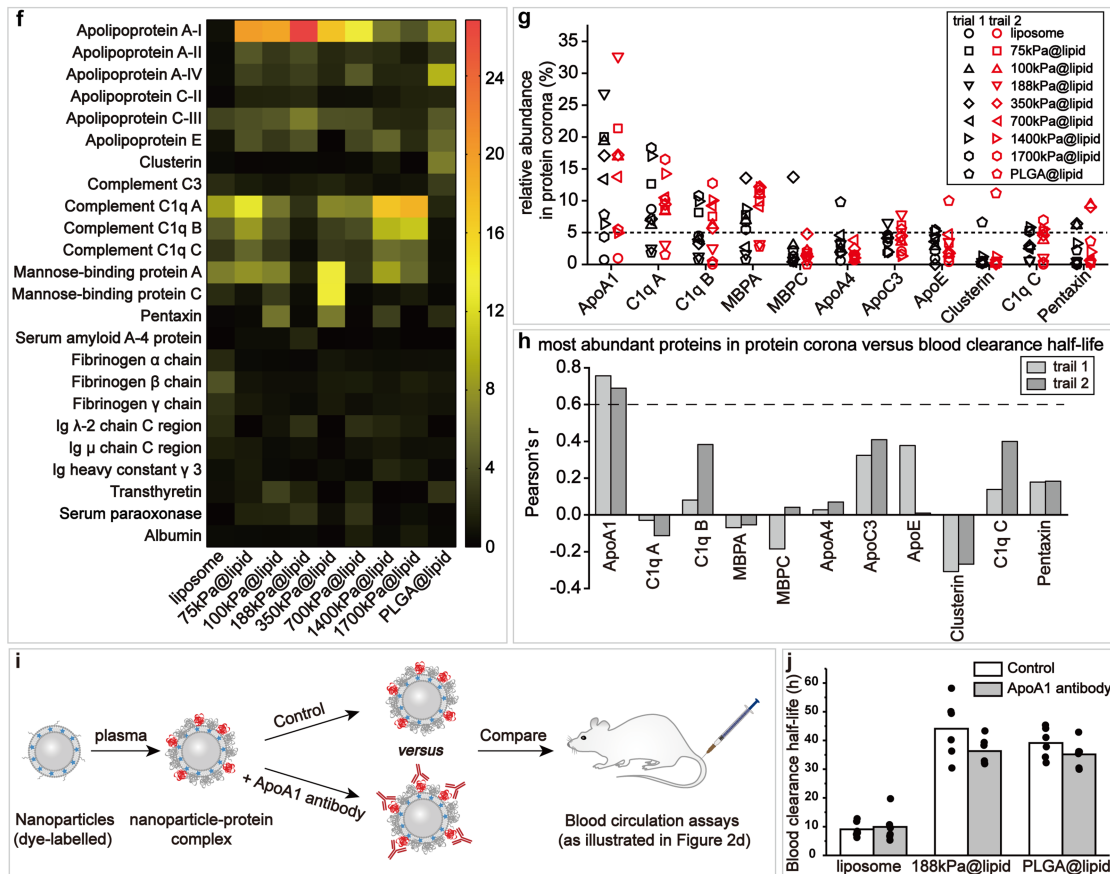 f
Apolipoprotein A-I
Apolipoprotein A-II
Apolipoprotein A-IV
Apolipoprotein C-II
Apolipoprotein C-III
Apolipoprotein E
Clusterin
Complement C3
Complement C1q A
Complement C1q B
Complement C1q C
Mannose-binding protein A
Mannose-binding protein C
Pentaxin
Serum amyloid A-4 protein
Fibrinogen α chain
Fibrinogen β chain
Fibrinogen γ chain
Ig λ-2 chain C region
Ig μ chain C region
Ig heavy constant γ 3
Transthyretin
Serum paraoxonase
Albumin
liposome
75kPa@lipid
100kPa@lipid
188kPa@lipid
350kPa@lipid
700kPa@lipid
1400kPa@lipid
1700kPa@lipid
PLGA@lipid
24
20
16
12
8
4
0
g
relative abundance
in protein corona (%)
35
30
25
20
15
10
5
0
trial 1 trail 2
liposome
75kPa@lipid
100kPa@lipid
188kPa@lipid
350kPa@lipid
700kPa@lipid
1400kPa@lipid
1700kPa@lipid
PLGA@lipid
ApoA1
C1q A
C1q B
MBPA
MBPC
ApoA4
ApoC3
ApoE
Clusterin
C1q C
Pentaxin
h most abundant proteins in protein corona versus blood clearance half-life
trail 1
trail 2
Pearson's r
0.8
0.6
0.4
0.2
0.0
-0.2
-0.4
ApoA1
C1q A
C1q B
MBPA
MBPC
ApoA4
ApoC3
ApoE
Clusterin
C1q C
Pentaxin
i
plasma
Control
+ ApoA1 antibody
versus
Compare
Nanoparticles
(dye-labelled)
nanoparticle-protein
complex
Blood circulation assays
(as illustrated in Figure 2d)
j
Blood clearance half-life (h)
60
50
40
30
20
10
0
Control
ApoA1 antibody
liposome
188kPa@lipid
PLGA@lipid